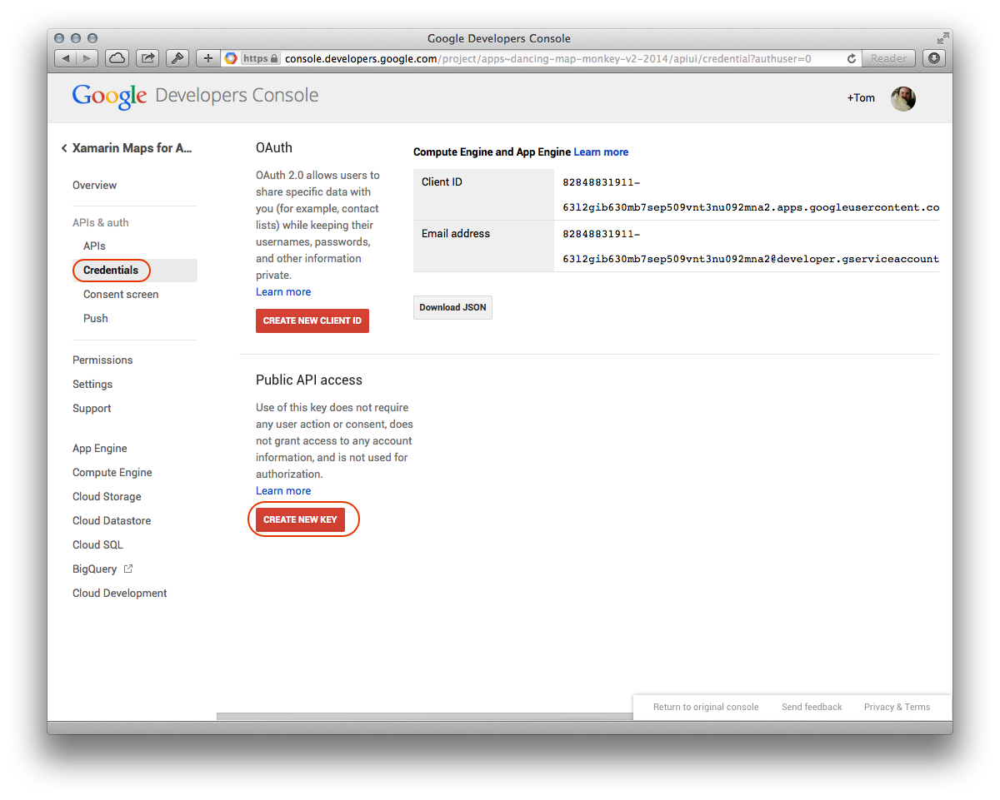 Google Developers Console
https console.developers.google.com/project/apps~dancing-map-monkey-v2-2014/apiui/credential?authuser=0 Reader
Google Developers Console
+Tom
Xamarin Maps for A...
Overview
APIs & auth
APIs
Credentials
Consent screen
Push
Permissions
Settings
Support
App Engine
Compute Engine
Cloud Storage
Cloud Datastore
Cloud SQL
BigQuery
Cloud Development
OAuth
OAuth 2.0 allows users to
share specific data with
you (for example, contact
lists) while keeping their
usernames, passwords,
and other information
private.
Learn more
CREATE NEW CLIENT ID
Compute Engine and App Engine Learn more
Client ID
82848831911-
63l2gib630mb7sep509vnt3nu092mna2.apps.googleusercontent.co
Email address
82848831911-
63l2gib630mb7sep509vnt3nu092mna2@developer.gserviceaccount
Download JSON
Public API access
Use of this key does not require
any user action or consent, does
not grant access to any account
information, and is not used for
authorization.
Learn more
CREATE NEW KEY
Return to original console
Send feedback
Privacy & Terms